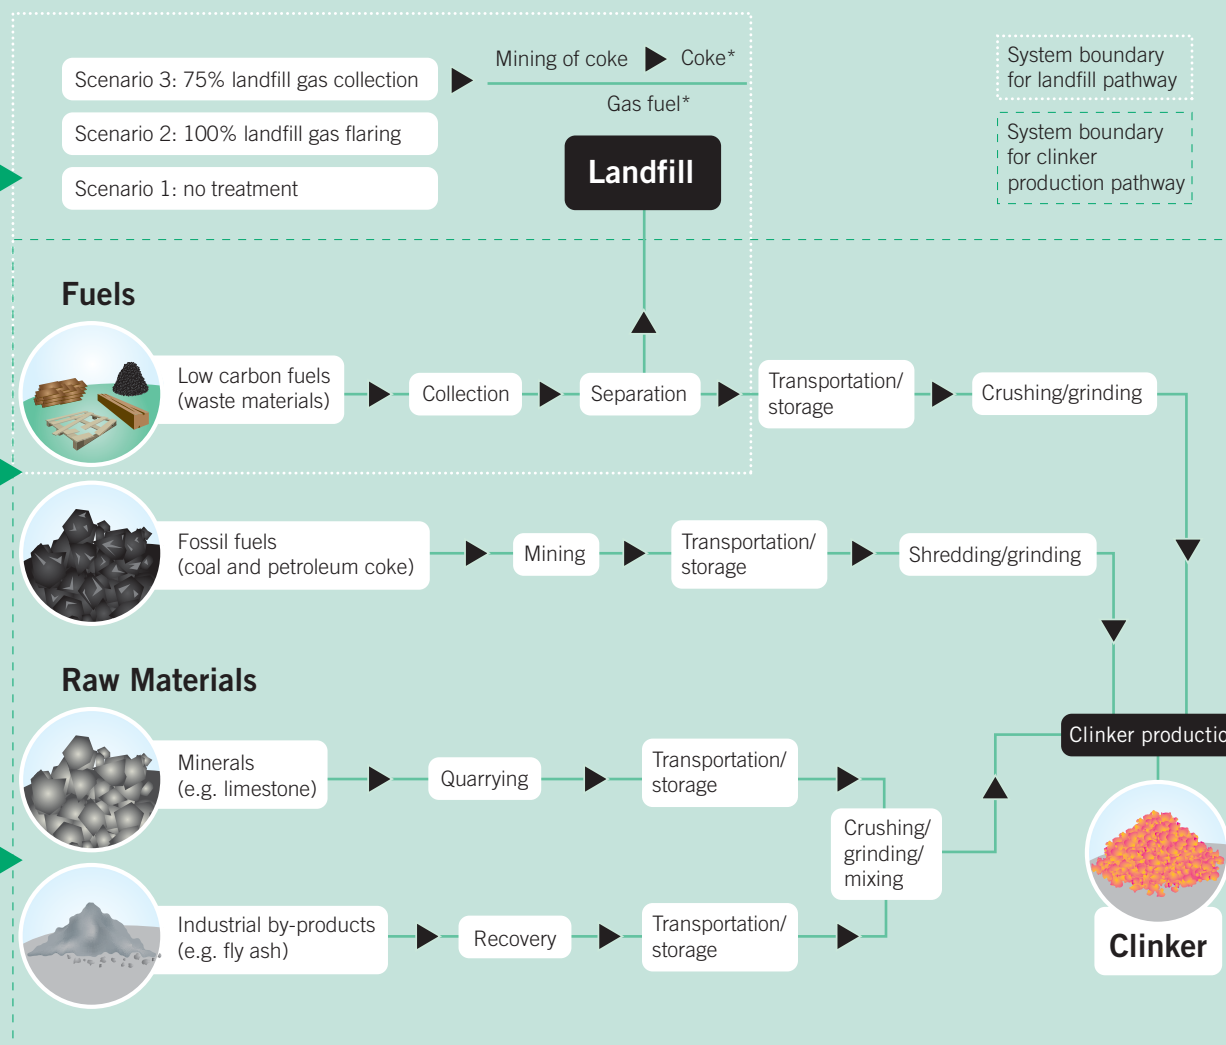 Mining of coke
Coke*
Scenario 3: 75% landfill gas collection
Gas fuel*
Scenario 2: 100% landfill gas flaring
Scenario 1: no treatment
Landfill
System boundary
for landfill pathway
System boundary
for clinker
production pathway
Fuels
Low carbon fuels
(waste materials)
Collection
Separation
Transportation/
storage
Crushing/grinding
Fossil fuels
(coal and petroleum coke)
Mining
Transportation/
storage
Shredding/grinding
Raw Materials
Minerals
(e.g. limestone)
Quarrying
Transportation/
storage
Crushing/
grinding/
mixing
Industrial by-products
(e.g. fly ash)
Recovery
Transportation/
storage
Clinker productio
Clinker